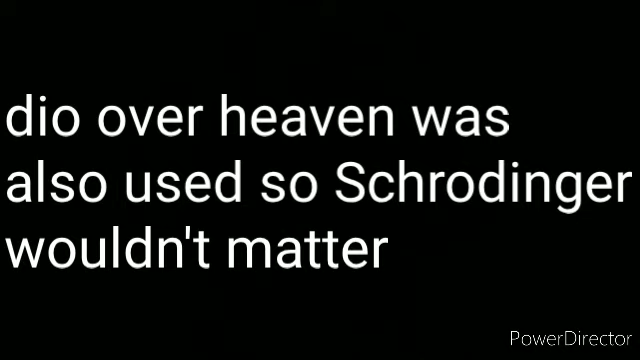 dio over heaven was
also used so Schrodinger
wouldn't matter
PowerDirector